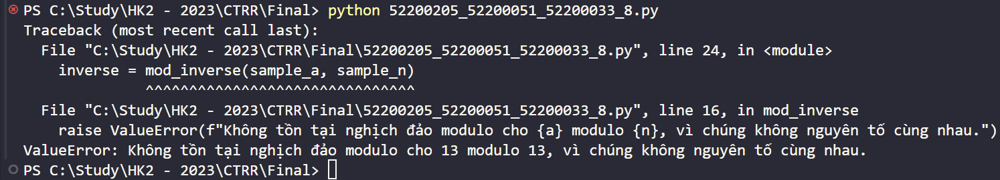 PS C:\Study\HK2 - 2023\CTRR\Final> python 52200205_52200051_52200033_8.py
Traceback (most recent call last):
  File "C:\Study\HK2 - 2023\CTRR\Final\52200205_52200051_52200033_8.py", line 24, in <module>
    inverse = mod_inverse(sample_a, sample_n)
              ^^^^^^^^^^^^^^^^^^^^^^^^^^^^^^^
  File "C:\Study\HK2 - 2023\CTRR\Final\52200205_52200051_52200033_8.py", line 16, in mod_inverse
    raise ValueError(f"Không tồn tại nghịch đảo modulo cho {a} modulo {n}, vì chúng không nguyên tố cùng nhau.")
ValueError: Không tồn tại nghịch đảo modulo cho 13 modulo 13, vì chúng không nguyên tố cùng nhau.
PS C:\Study\HK2 - 2023\CTRR\Final>